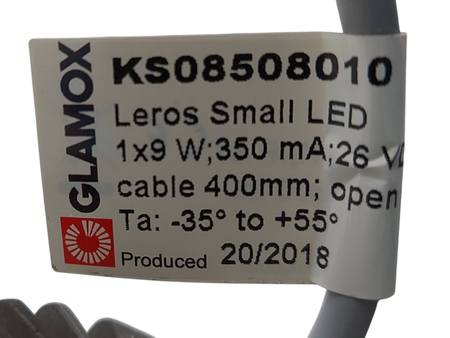 GLAMOX
KS08508010
Leros Small LED
1x9 W;350 mA;26
cable 400mm; open
Ta: -35° to +55°
Produced 20/2018